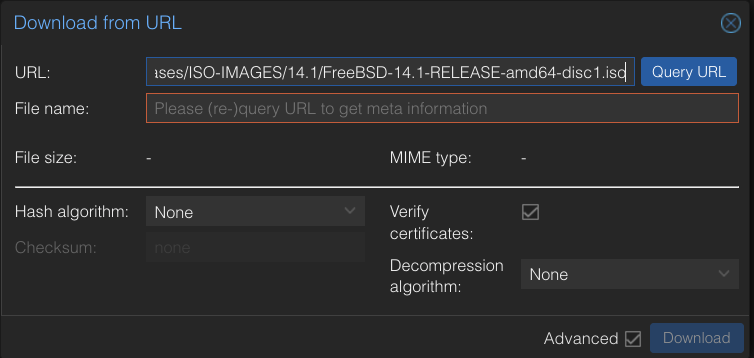 Download from URL
URL: ases/ISO-IMAGES/14.1/FreeBSD-14.1-RELEASE-amd64-disc1.iso Query URL
File name: Please (re-)query URL to get meta information
File size: - MIME type: -
Hash algorithm: None Verify certificates:
Checksum: none
Decompression algorithm: None
Advanced Download